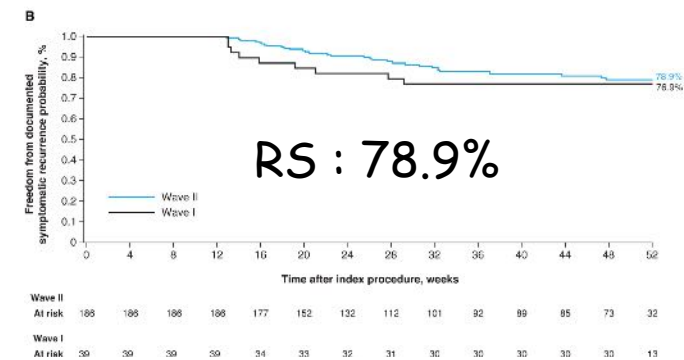 B
Freedom from documented
symptomatic recurrence probability, %
1.0
0.9
0.8
0.7
0.6
0.5
0.4
0.3
0.2
0.1
0
78.9%
76.9%
RS : 78.9%
Wave II
Wave I
0 4 8 12 16 20 24 28 32 36 40 44 48 52
Time after index procedure, weeks
Wave II
At risk 186 186 186 186 177 152 132 112 101 92 89 85 73 32
Wave I
At risk 39 39 39 39 34 33 32 31 30 30 30 30 30 13